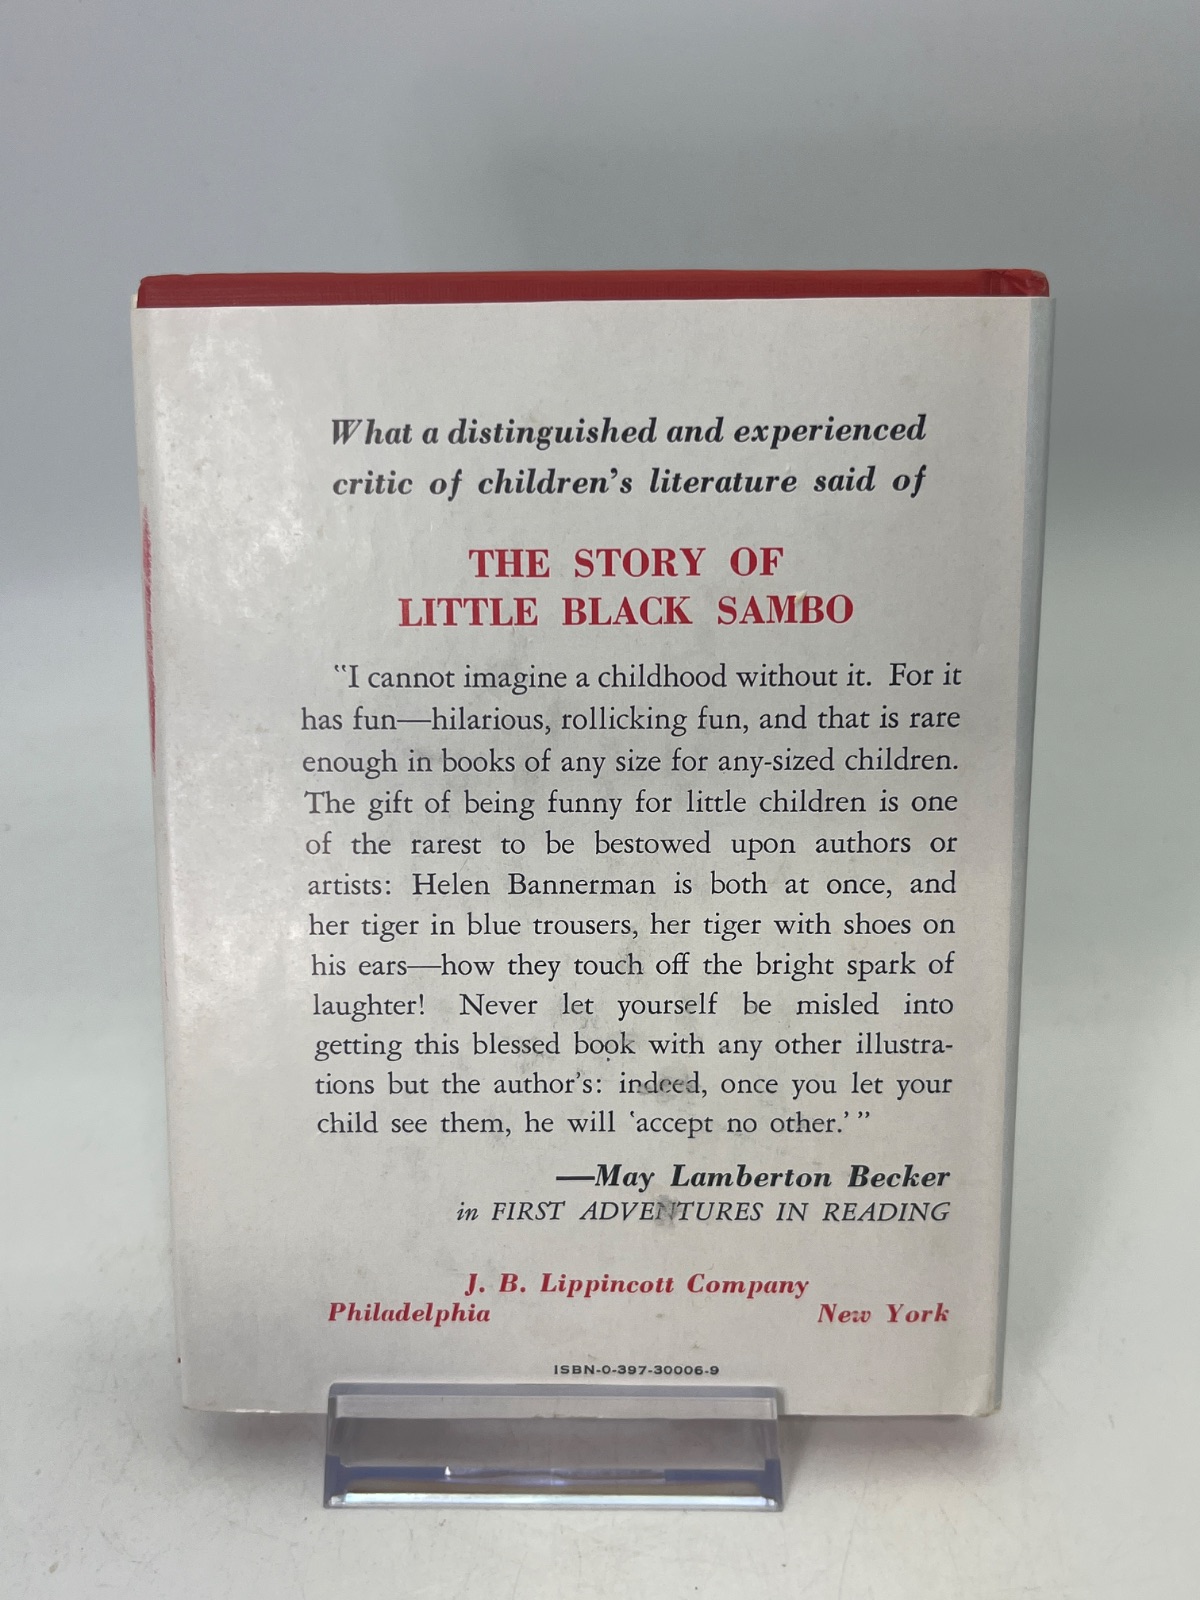 What a distinguished and experienced
critic of children's literature said of
THE STORY OF
LITTLE BLACK SAMBO
"I cannot imagine a childhood without it. For it
has fun—hilarious, rollicking fun, and that is rare
enough in books of any size for any-sized children.
The gift of being funny for little children is one
of the rarest to be bestowed upon authors or
artists: Helen Bannerman is both at once, and
her tiger in blue trousers, her tiger with shoes on
his ears—how they touch off the bright spark of
laughter! Never let yourself be misled into
getting this blessed book with any other illustra-
tions but the author's: indeed, once you let your
child see them, he will 'accept no other.' "
—May Lamberton Becker
in FIRST ADVENTURES IN READING
J. B. Lippincott Company
Philadelphia New York
ISBN-0-397-30006-9